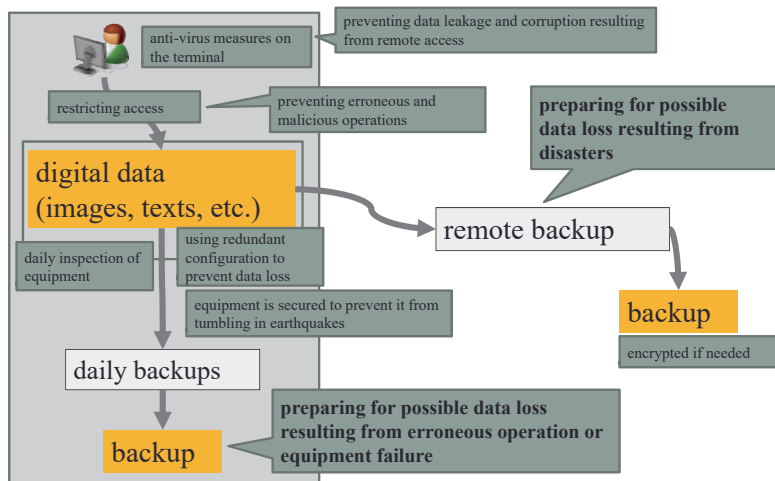 anti-virus measures on
the terminal
preventing data leakage and corruption resulting
from remote access
restricting access
preventing erroneous and
malicious operations
preparing for possible
data loss resulting from
disasters
digital data
(images, texts, etc.)
remote backup
daily inspection of
equipment
using redundant
configuration to
prevent data loss
equipment is secured to prevent it from
tumbling in earthquakes
backup
encrypted if needed
daily backups
preparing for possible data loss
resulting from erroneous operation or
equipment failure
backup